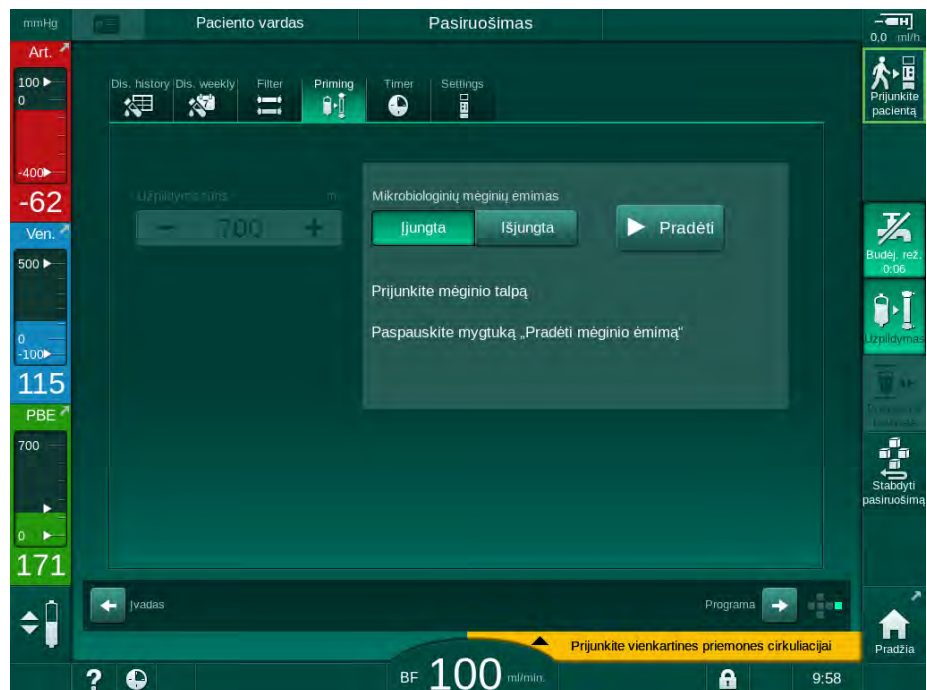 mmHg
Paciento vardas
Pasiruošimas
0,0 ml/h
Art.
100
0
-400
-62
Ven.
500
0
-100
115
PBE
700
0
171
Dis. history
Dis. weekly
Filter
Priming
Timer
Settings
Užpildymo tūris
700
Mikrobiologinių mėginių ėmimas
Įjungta
Išjungta
Pradėti
Prijunkite mėginio talpą
Paspauskite mygtuką „Pradėti mėginio ėmimą“
Prijunkite
pacientą
Budėj. rež.
0:06
Užpildymas
Stabdyti
pasiruošimą
Įvadas
Programa
Prijunkite vienkartines priemones cirkuliacijai
Pradžia
?
BF 100 ml/min.
9:58